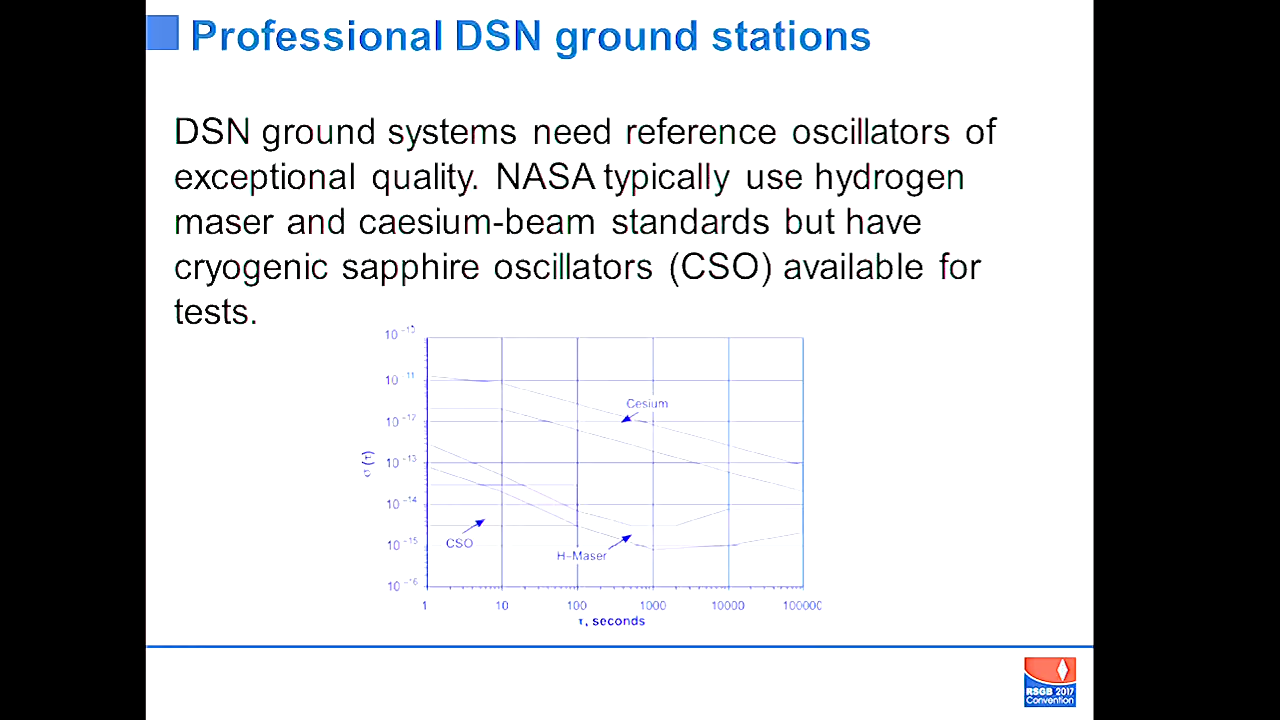 Professional DSN ground stations
DSN ground systems need reference oscillators of
exceptional quality. NASA typically use hydrogen
maser and caesium-beam standards but have
cryogenic sapphire oscillators (CSO) available for
tests.
10⁻¹¹
10⁻¹²
10⁻¹³
10⁻¹⁴
10⁻¹⁵
10⁻¹⁶
σ (τ)
Cesium
CSO
H-Maser
1 10 100 1000 10000 100000
τ, seconds
RSGB 2017
Convention